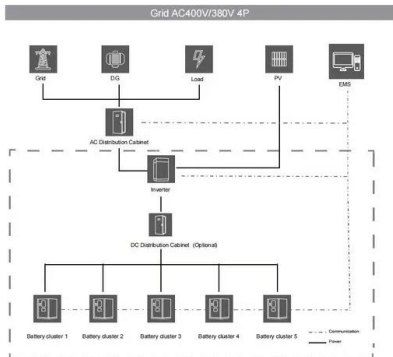 Grid AC400V/380V 4P
Grid
DG
Load
PV
EMS
AC Distribution Cabinet
Inverter
DC Distribution Cabinet (Optional)
Battery cluster 1
Battery cluster 2
Battery cluster 3
Battery cluster 4
Battery cluster 5
Communication
Power